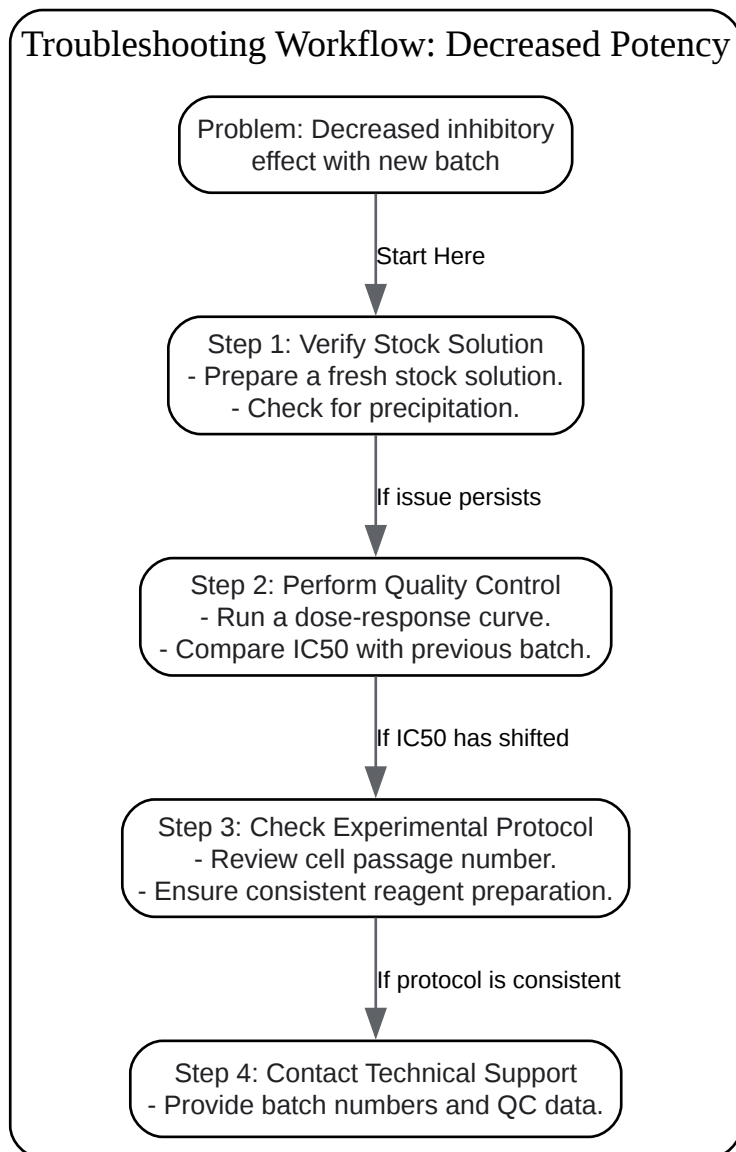 Troubleshooting Workflow: Decreased Potency
Problem: Decreased inhibitory
effect with new batch
Start Here
Step 1: Verify Stock Solution
- Prepare a fresh stock solution.
- Check for precipitation.
If issue persists
Step 2: Perform Quality Control
- Run a dose-response curve.
- Compare IC50 with previous batch.
If IC50 has shifted
Step 3: Check Experimental Protocol
- Review cell passage number.
- Ensure consistent reagent preparation.
If protocol is consistent
Step 4: Contact Technical Support
- Provide batch numbers and QC data.